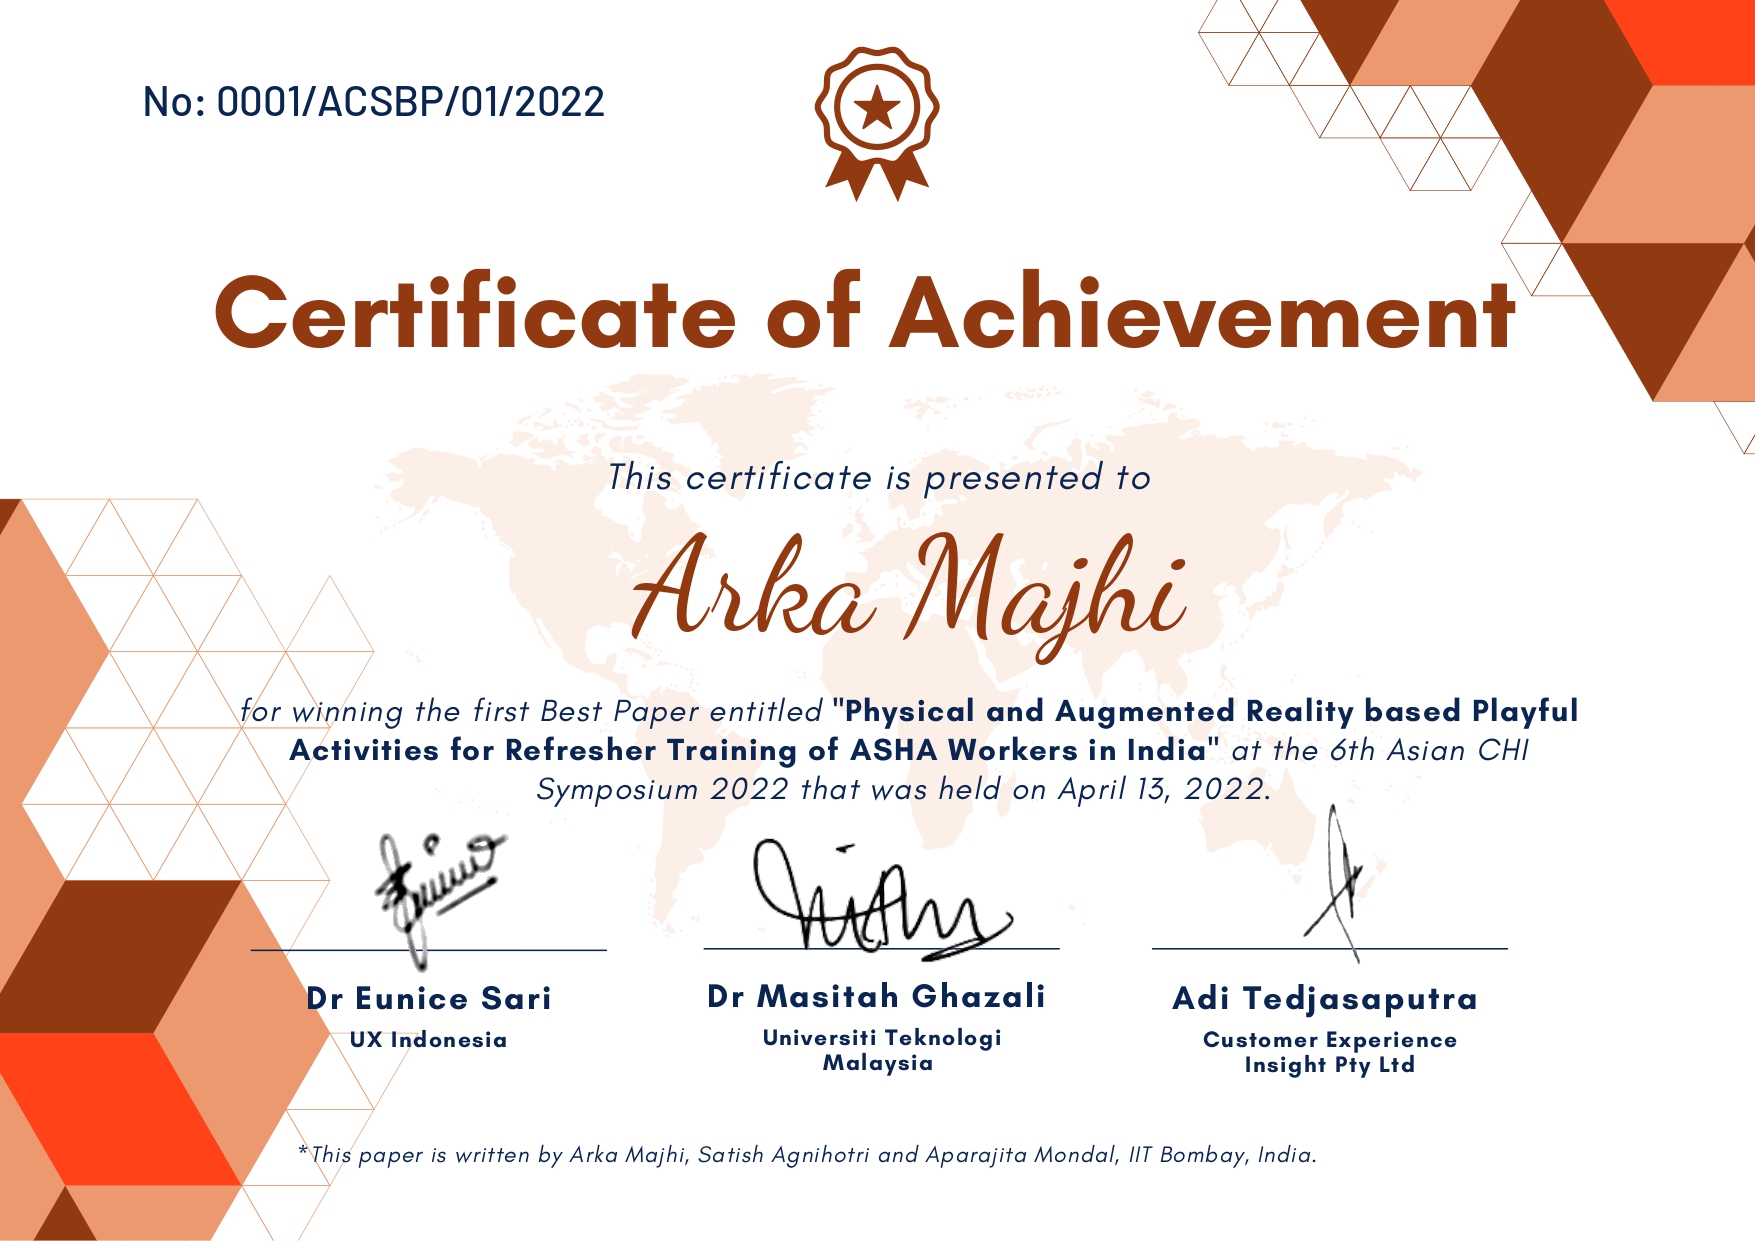 No: 0001/ACSBP/01/2022
Certificate of Achievement
This certificate is presented to
Arka Majhi
for winning the first Best Paper entitled "Physical and Augmented Reality based Playful
Activities for Refresher Training of ASHA Workers in India" at the 6th Asian CHI
Symposium 2022 that was held on April 13, 2022.
Dr Eunice Sari
UX Indonesia
Dr Masitah Ghazali
Universiti Teknologi
Malaysia
Adi Tedjasaputra
Customer Experience
Insight Pty Ltd
*This paper is written by Arka Majhi, Satish Agnihotri and Aparajita Mondal, IIT Bombay, India.